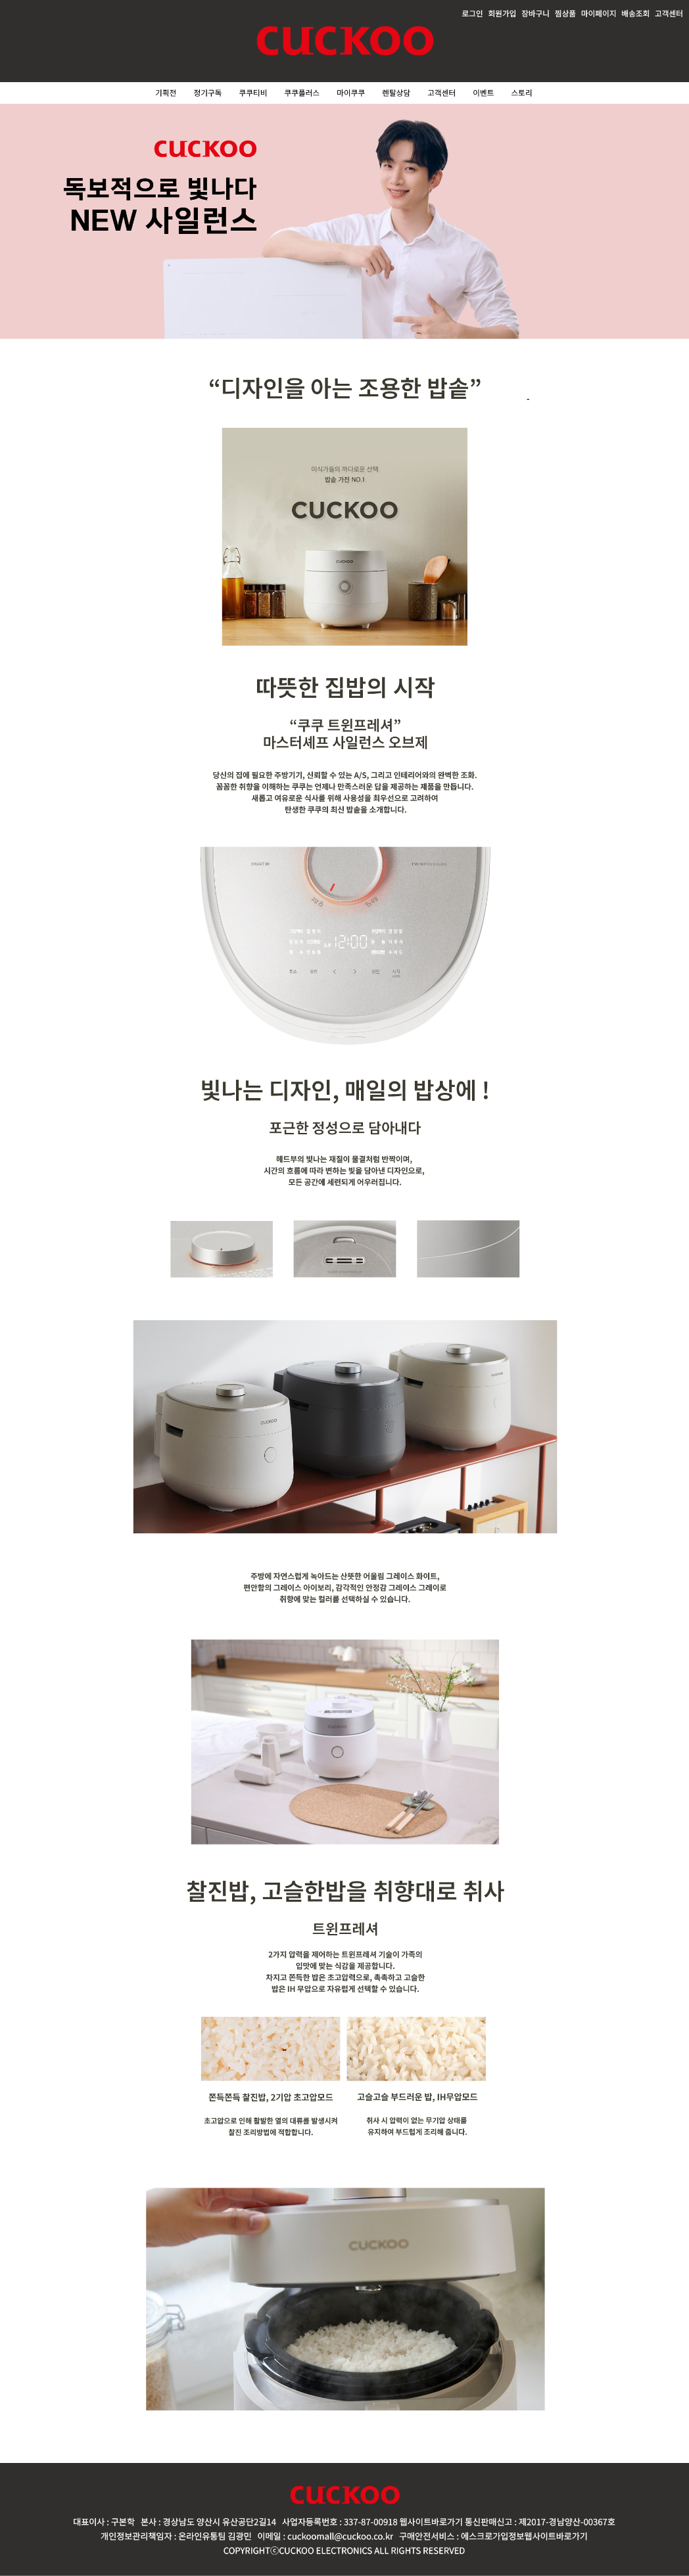 로그인 회원가입 장바구니 찜상품 마이페이지 배송조회 고객센터
CUCKOO
기획전 정기구독 쿠쿠티비 쿠쿠플러스 마이쿠쿠 렌탈상담 고객센터 이벤트 스토리
CUCKOO
독보적으로 빛나다
NEW 사일런스
“디자인을 아는 조용한 밥솥”
미식가들의 까다로운 선택
밥솥 가전 NO.1
CUCKOO
CUCKOO
따뜻한 집밥의 시작
“쿠쿠 트윈프레셔”
마스터셰프 사일런스 오브제
당신의 집에 필요한 주방기기, 신뢰할 수 있는 A/S, 그리고 인테리어와의 완벽한 조화.
꼼꼼한 취향을 이해하는 쿠쿠는 언제나 만족스러운 답을 제공하는 제품을 만듭니다.
새롭고 여유로운 식사를 위해 사용성을 최우선으로 고려하여
탄생한 쿠쿠의 최신 밥솥을 소개합니다.
12:00
빛나는 디자인, 매일의 밥상에 !
포근한 정성으로 담아내다
헤드부의 빛나는 재질이 물결처럼 반짝이며,
시간의 흐름에 따라 변하는 빛을 담아낸 디자인으로,
모든 공간에 세련되게 어우러집니다.
CUCKOO
CUCKOO
CUCKOO
주방에 자연스럽게 녹아드는 산뜻한 어울림 그레이스 화이트,
편안함의 그레이스 아이보리, 감각적인 안정감 그레이스 그레이로
취향에 맞는 컬러를 선택하실 수 있습니다.
CUCKOO
찰진밥, 고슬한밥을 취향대로 취사
트윈프레셔
2가지 압력을 제어하는 트윈프레셔 기술이 가족의
입맛에 맞는 식감을 제공합니다.
차지고 쫀득한 밥은 초고압력으로, 촉촉하고 고슬한
밥은 IH 무압으로 자유럽게 선택할 수 있습니다.
쫀득쫀득 찰진밥, 2기압 초고압모드
초고압으로 인해 활발한 열의 대류를 발생시켜
찰진 조리방법에 적합합니다.
고슬고슬 부드러운 밥, IH무압모드
취사 시 압력이 없는 무기압 상태를
유지하여 부드럽게 조리해 줍니다.
CUCKOO
CUCKOO
대표이사 : 구본학 본사 : 경상남도 양산시 유산공단2길14 사업자등록번호 : 337-87-00918 웹사이트바로가기 통신판매신고 : 제2017-경남양산-00367호
개인정보관리책임자 : 온라인유통팀 김광민 이메일 : cuckoomall@cuckoo.co.kr 구매안전서비스 : 에스크로가입정보웹사이트바로가기
COPYRIGHTⓒCUCKOO ELECTRONICS ALL RIGHTS RESERVED